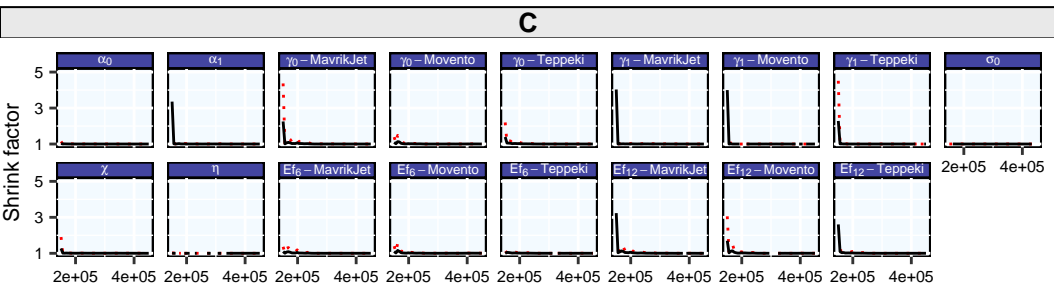 C
α0 α1 γ0 – MavrikJet γ0 – Movento γ0 – Teppeki γ1 – MavrikJet γ1 – Movento γ1 – Teppeki σ0
5
3
1
2e+05 4e+05
χ η Ef6 – MavrikJet Ef6 – Movento Ef6 – Teppeki Ef12 – MavrikJet Ef12 – Movento Ef12 – Teppeki
5
3
1
2e+05 4e+05 2e+05 4e+05 2e+05 4e+05 2e+05 4e+05 2e+05 4e+05 2e+05 4e+05 2e+05 4e+05 2e+05 4e+05
Shrink factor